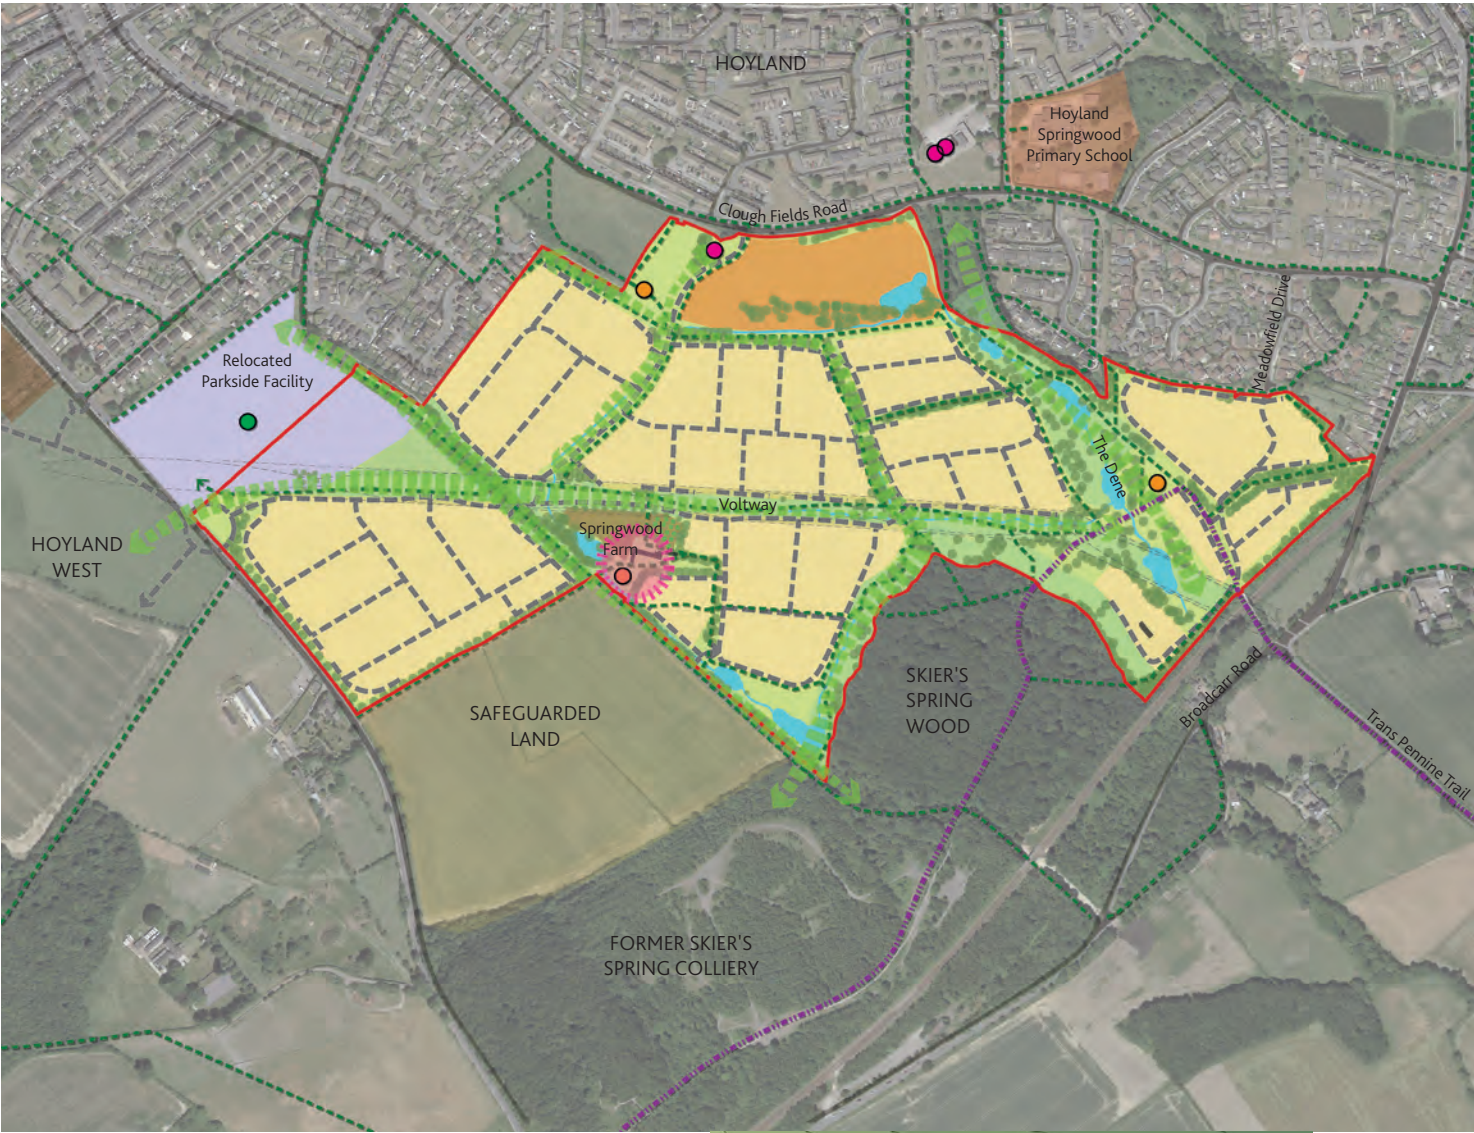 HOYLAND
Hoyland
Springwood
Primary School
Clough Fields Road
Meadowfield Drive
Relocated
Parkside Facility
The Dene
Voltway
Springwood
Farm
HOYLAND
WEST
SKIER'S
SPRING
WOOD
SAFEGUARDED
LAND
Broadcarr Road
Trans Pennine Trail
FORMER SKIER'S
SPRING COLLIERY